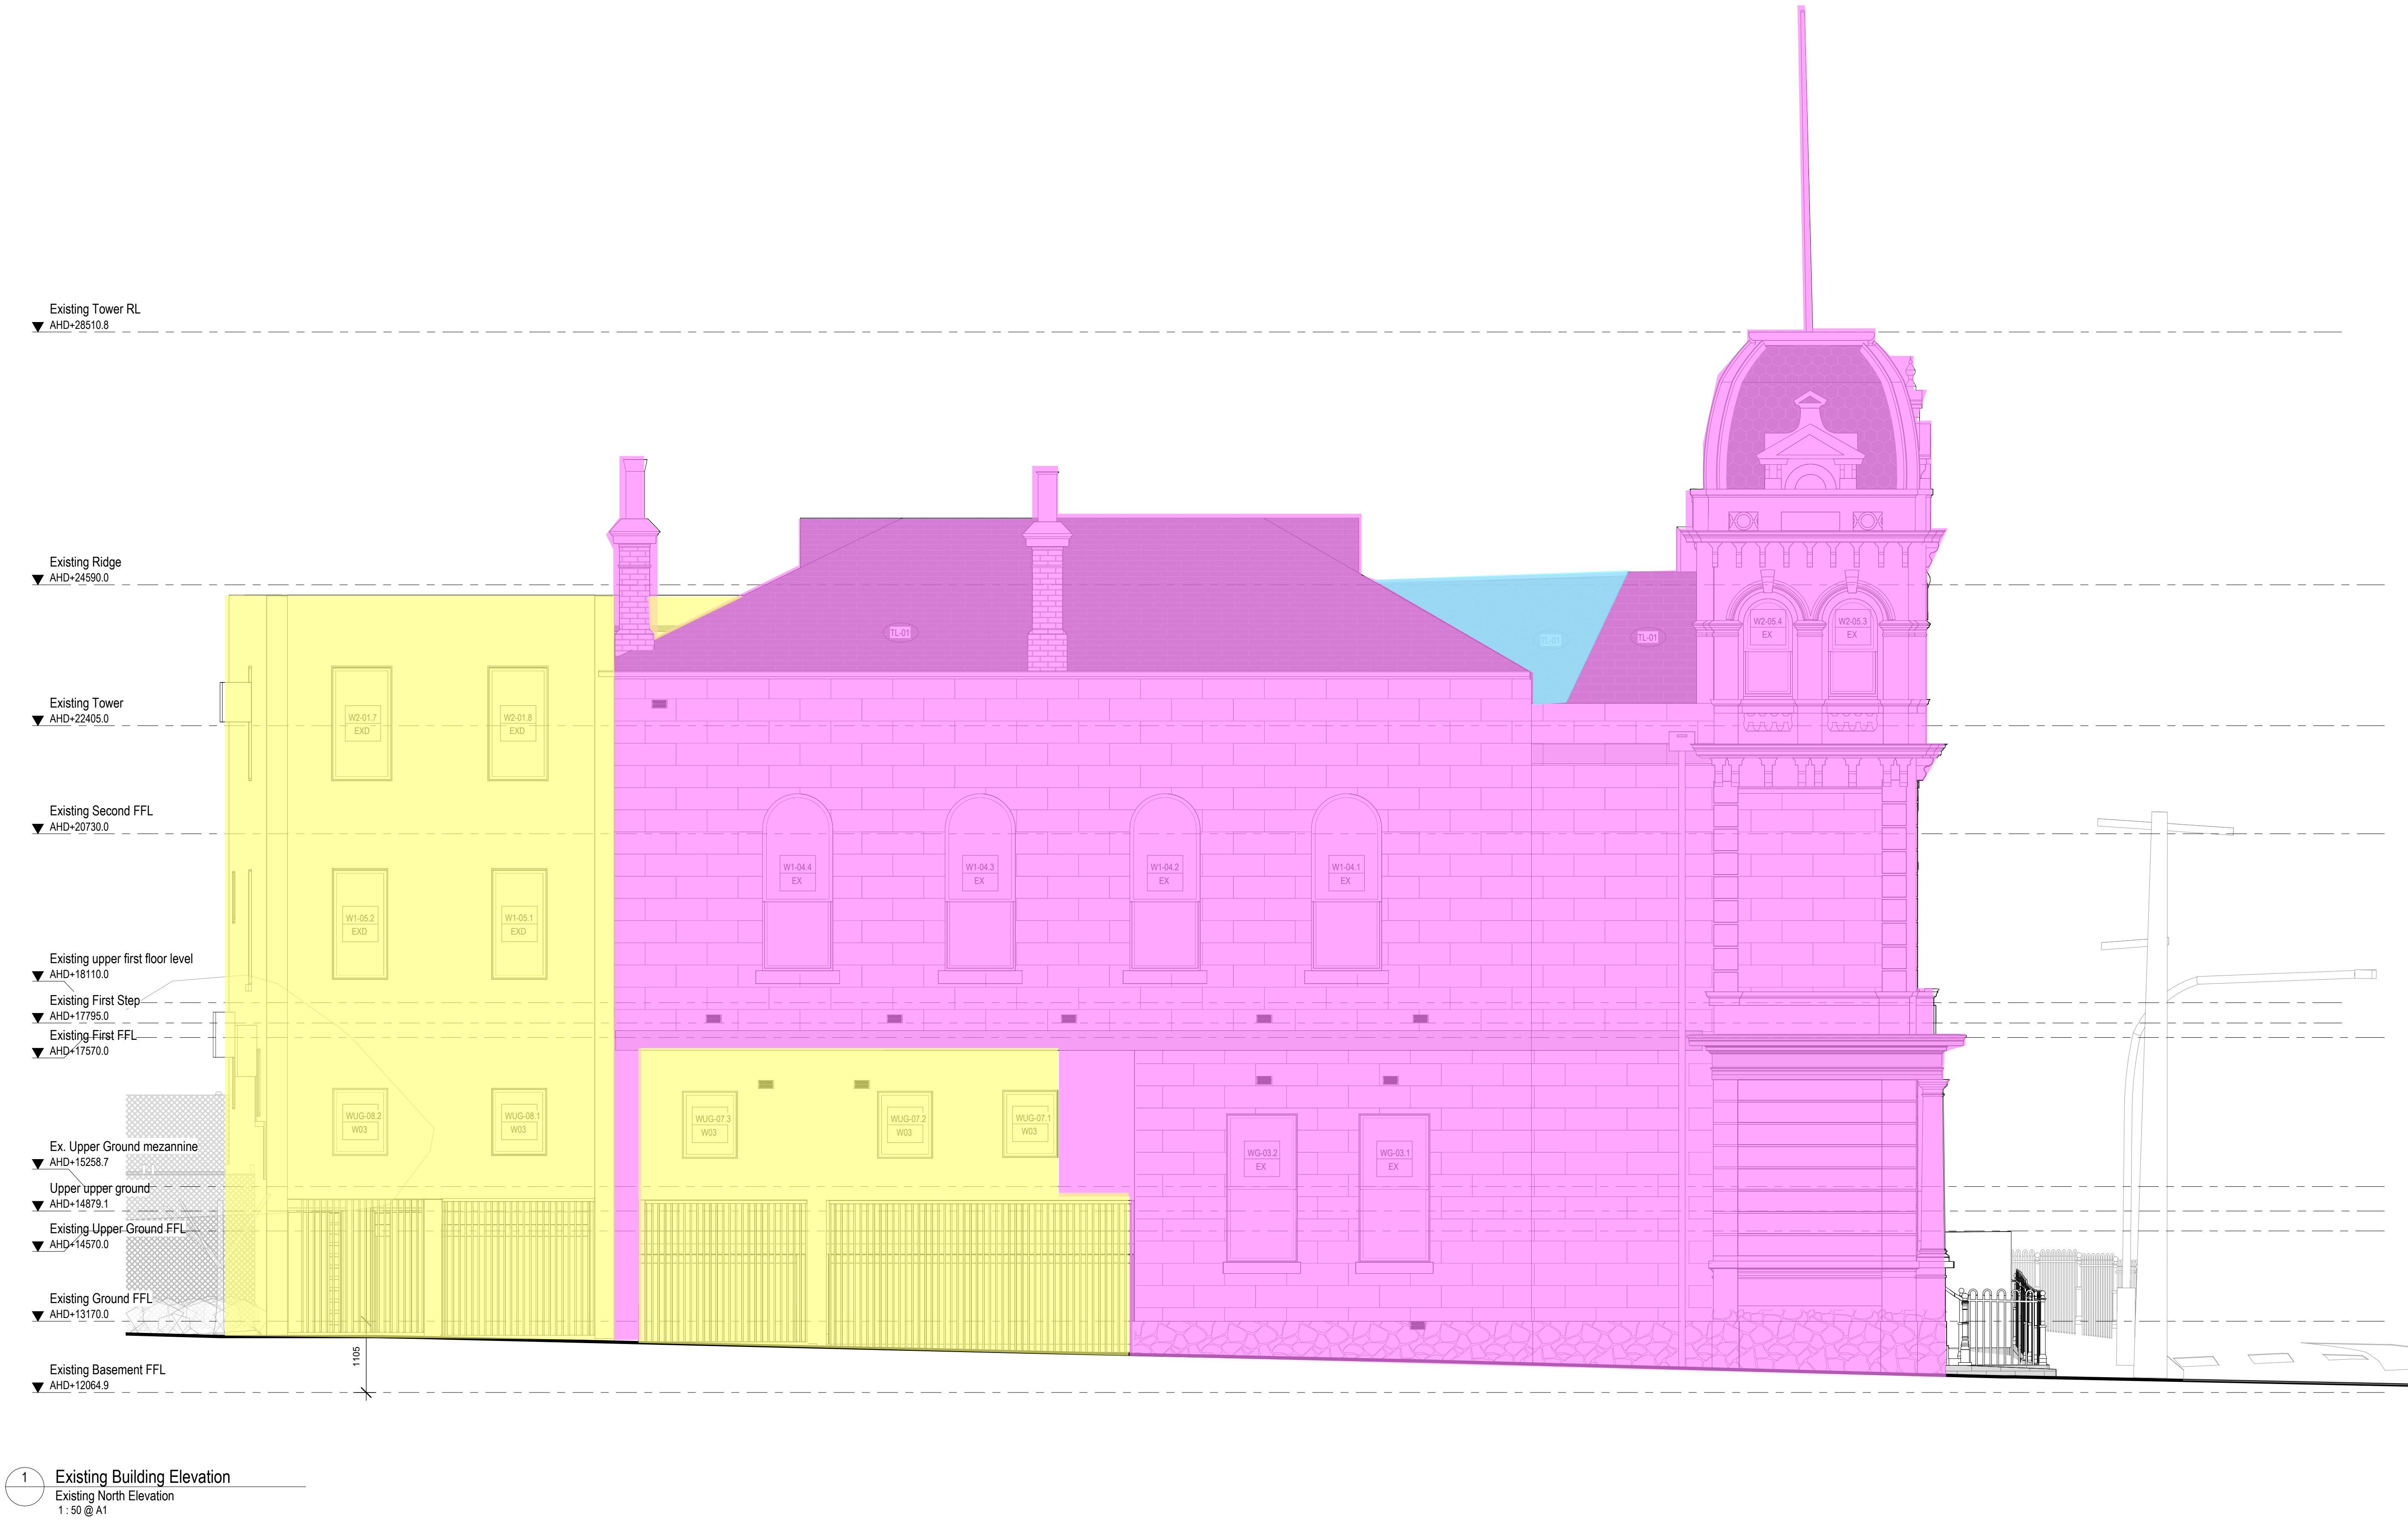 Existing Tower RL
AHD+28510.8
Existing Ridge
AHD+24590.0
TL-01
TL-01
TL-01
W2-05.4
EX
W2-05.3
EX
Existing Tower
AHD+22405.0
W2-01.7
EXD
W2-01.8
EXD
Existing Second FFL
AHD+20730.0
W1-04.4
EX
W1-04.3
EX
W1-04.2
EX
W1-04.1
EX
W1-05.2
EXD
W1-05.1
EXD
Existing upper first floor level
AHD+18110.0
Existing First Step
AHD+17795.0
Existing First FFL
AHD+17570.0
WUG-08.2
W03
WUG-08.1
W03
WUG-07.3
W03
WUG-07.2
W03
WUG-07.1
W03
WG-03.2
EX
WG-03.1
EX
Ex. Upper Ground mezannine
AHD+15258.7
Upper upper ground
AHD+14879.1
Existing Upper Ground FFL
AHD+14570.0
Existing Ground FFL
AHD+13170.0
1105
Existing Basement FFL
AHD+12064.9
1
Existing Building Elevation
Existing North Elevation
1 : 50 @ A1